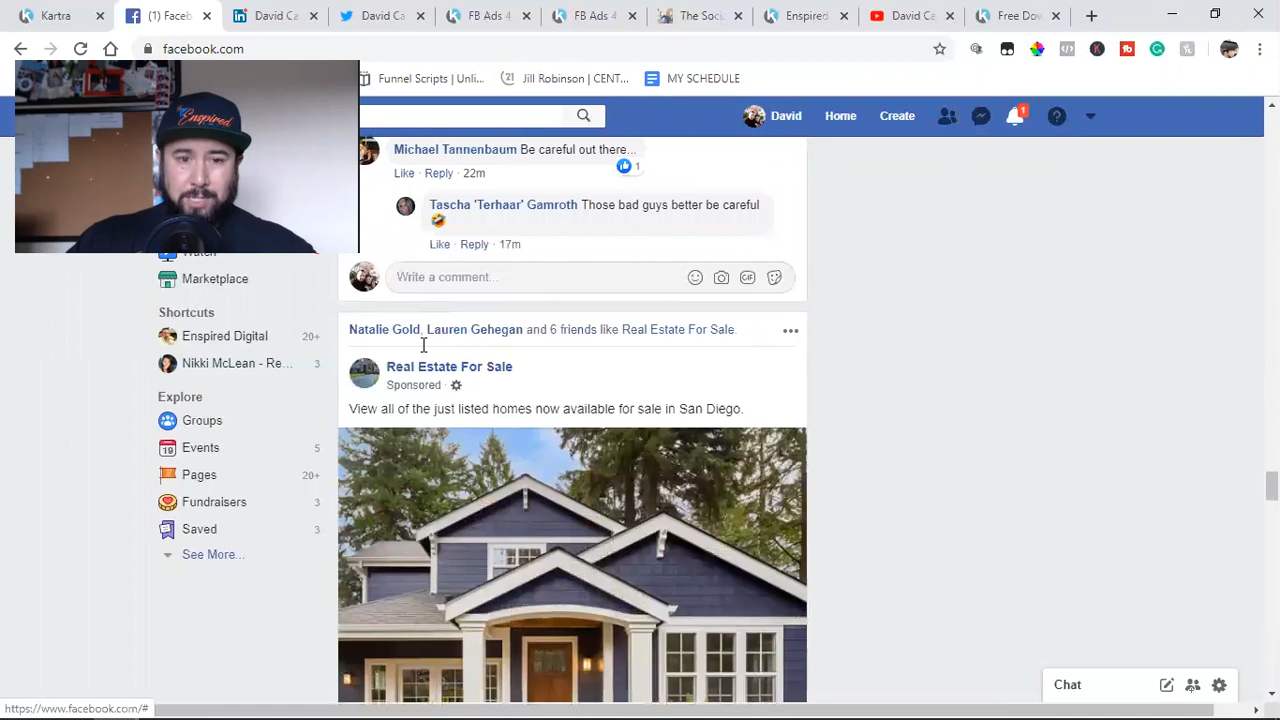 Kartra
(1) Faceb
David Ca
David Ca
FB Ads 4
FB Ads 4
The Soci
Enspired
David Ca
Free Dow
facebook.com
Funnel Scripts | Unli...
21 Jill Robinson | CENT...
MY SCHEDULE
Enspired
David
Home
Create
1
Michael Tannenbaum Be careful out there...
1
Like · Reply · 22m
Tascha 'Terhaar' Gamroth Those bad guys better be careful
Like · Reply · 17m
Watch
Marketplace
Write a comment...
GIF
Shortcuts
Enspired Digital 20+
Nikki McLean - Re... 3
Natalie Gold, Lauren Gehegan and 6 friends like Real Estate For Sale.
Real Estate For Sale
Sponsored ·
View all of the just listed homes now available for sale in San Diego.
Explore
Groups
19 Events 5
Pages 20+
Fundraisers 3
Saved 3
See More...
Chat
https://www.facebook.com/#